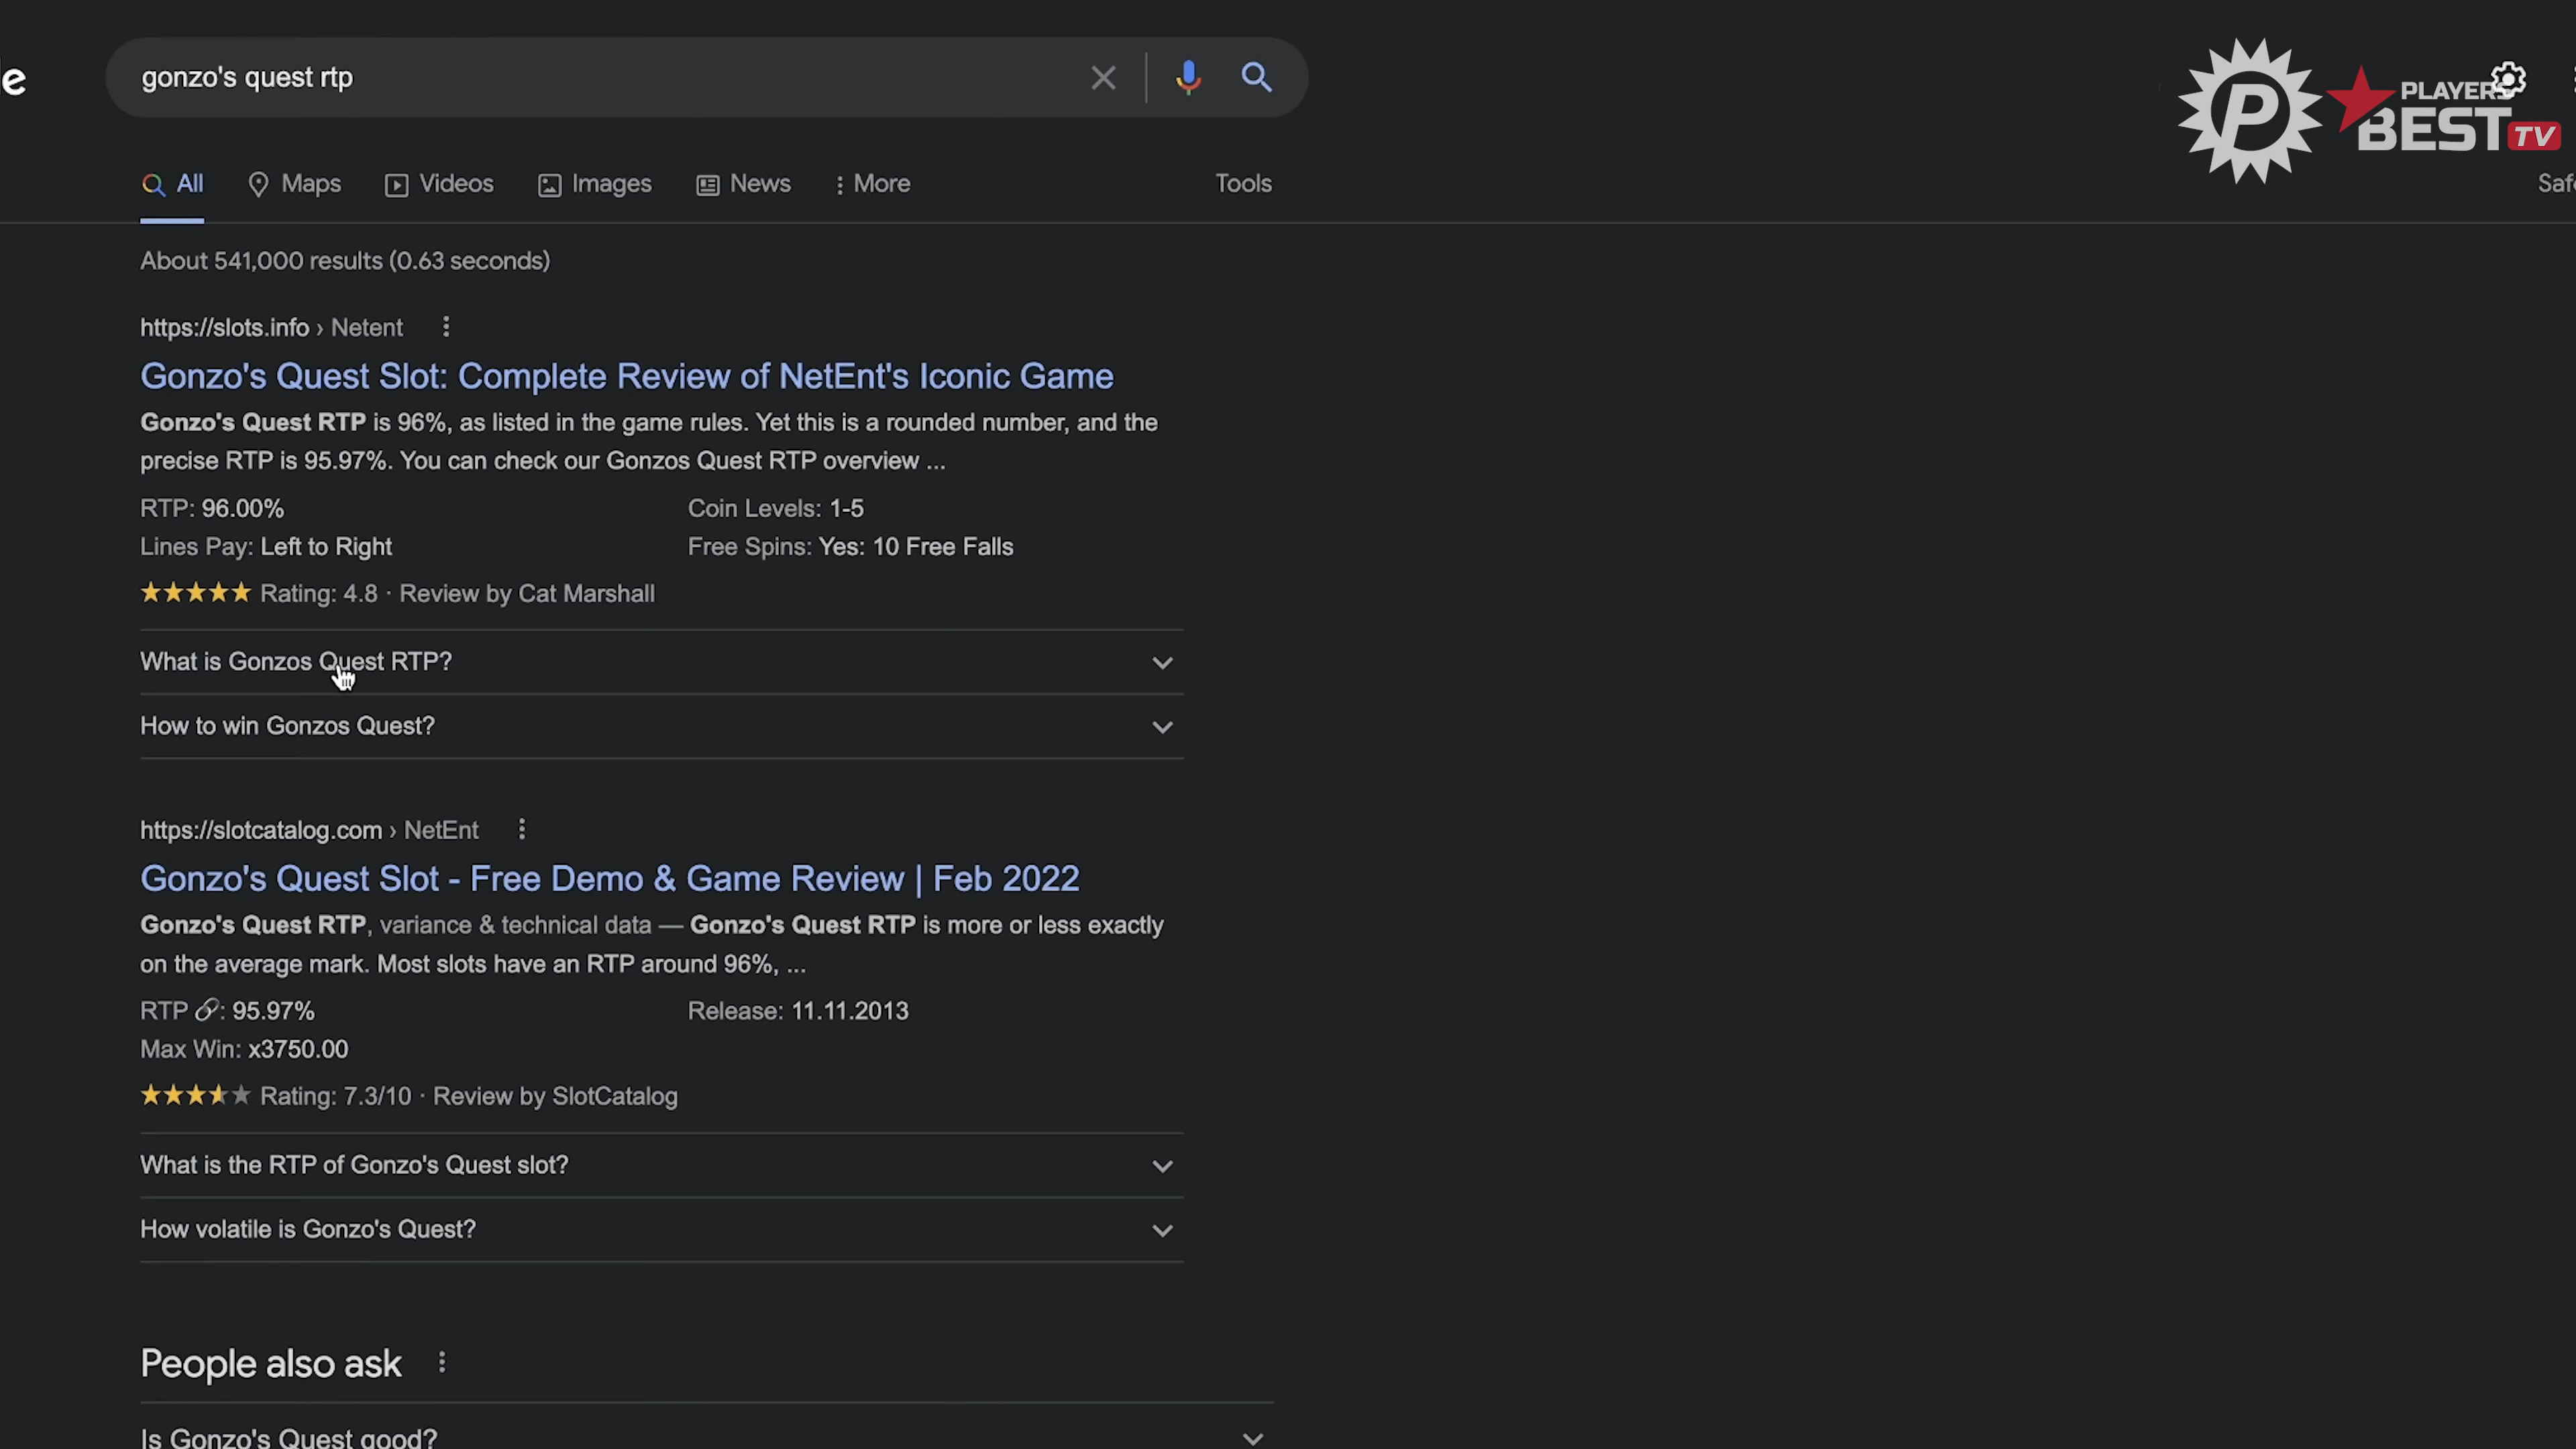 e
gonzo's quest rtp
P PLAYERS BEST TV
All Maps Videos Images News More Tools
About 541,000 results (0.63 seconds)
https://slots.info › Netent
Gonzo's Quest Slot: Complete Review of NetEnt's Iconic Game
Gonzo's Quest RTP is 96%, as listed in the game rules. Yet this is a rounded number, and the
precise RTP is 95.97%. You can check our Gonzos Quest RTP overview ...
RTP: 96.00% Coin Levels: 1-5
Lines Pay: Left to Right Free Spins: Yes: 10 Free Falls
Rating: 4.8 · Review by Cat Marshall
What is Gonzos Quest RTP?
How to win Gonzos Quest?
https://slotcatalog.com › NetEnt
Gonzo's Quest Slot - Free Demo & Game Review | Feb 2022
Gonzo's Quest RTP, variance & technical data — Gonzo's Quest RTP is more or less exactly
on the average mark. Most slots have an RTP around 96%, ...
RTP 🔗: 95.97% Release: 11.11.2013
Max Win: x3750.00
Rating: 7.3/10 · Review by SlotCatalog
What is the RTP of Gonzo's Quest slot?
How volatile is Gonzo's Quest?
People also ask
Is Gonzo's Quest good?